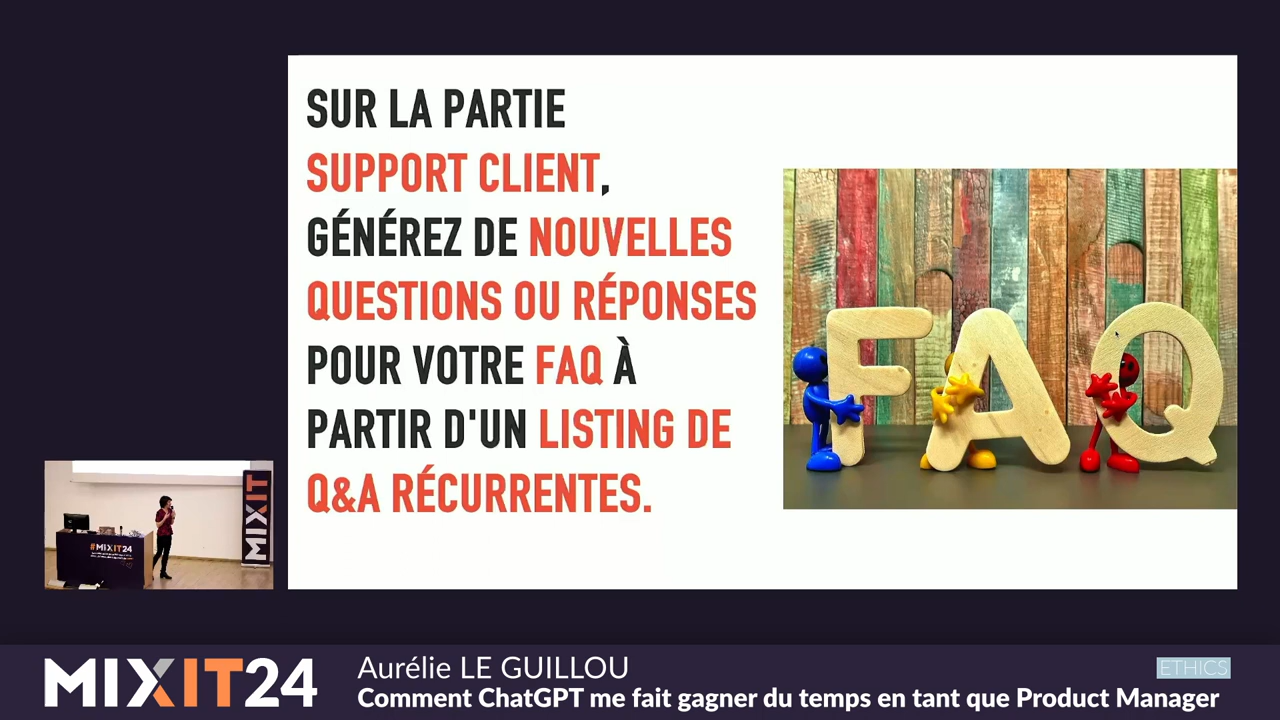 SUR LA PARTIE
SUPPORT CLIENT,
GÉNÉREZ DE NOUVELLES
QUESTIONS OU RÉPONSES
POUR VOTRE FAQ À
PARTIR D'UN LISTING DE
Q&A RÉCURRENTES.
FAQ
#MIXIT24
MIXIT
MIXIT24
Aurélie LE GUILLOU
ETHICS
Comment ChatGPT me fait gagner du temps en tant que Product Manager